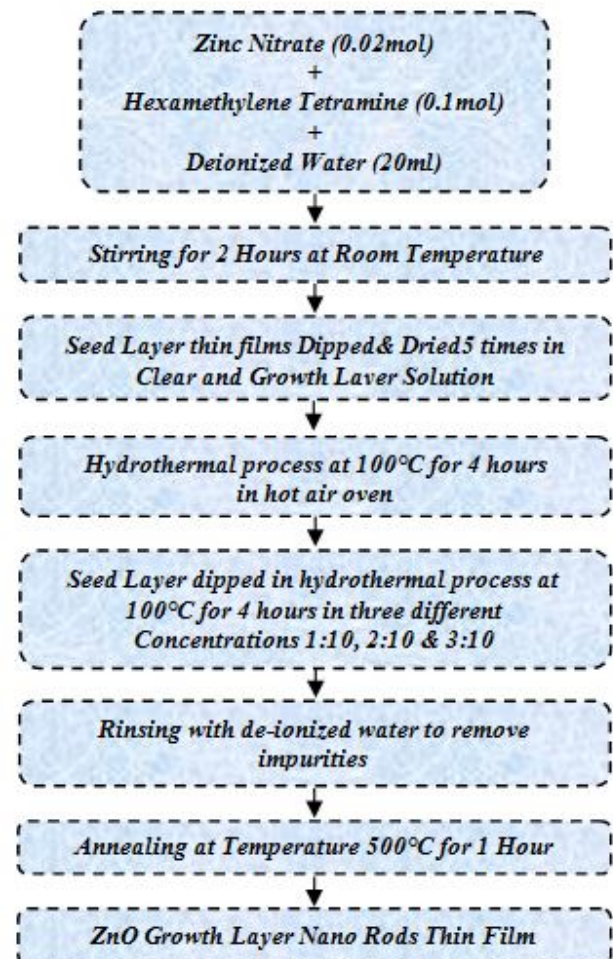 Zinc Nitrate (0.02mol)
+
Hexamethylene Tetramine (0.1mol)
+
Deionized Water (20ml)
Stirring for 2 Hours at Room Temperature
Seed Layer thin films Dipped& Dried5 times in
Clear and Growth Laver Solution
Hydrothermal process at 100°C for 4 hours
in hot air oven
Seed Layer dipped in hydrothermal process at
100°C for 4 hours in three different
Concentrations 1:10, 2:10 & 3:10
Rinsing with de-ionized water to remove
impurities
Annealing at Temperature 500°C for 1 Hour
ZnO Growth Layer Nano Rods Thin Film